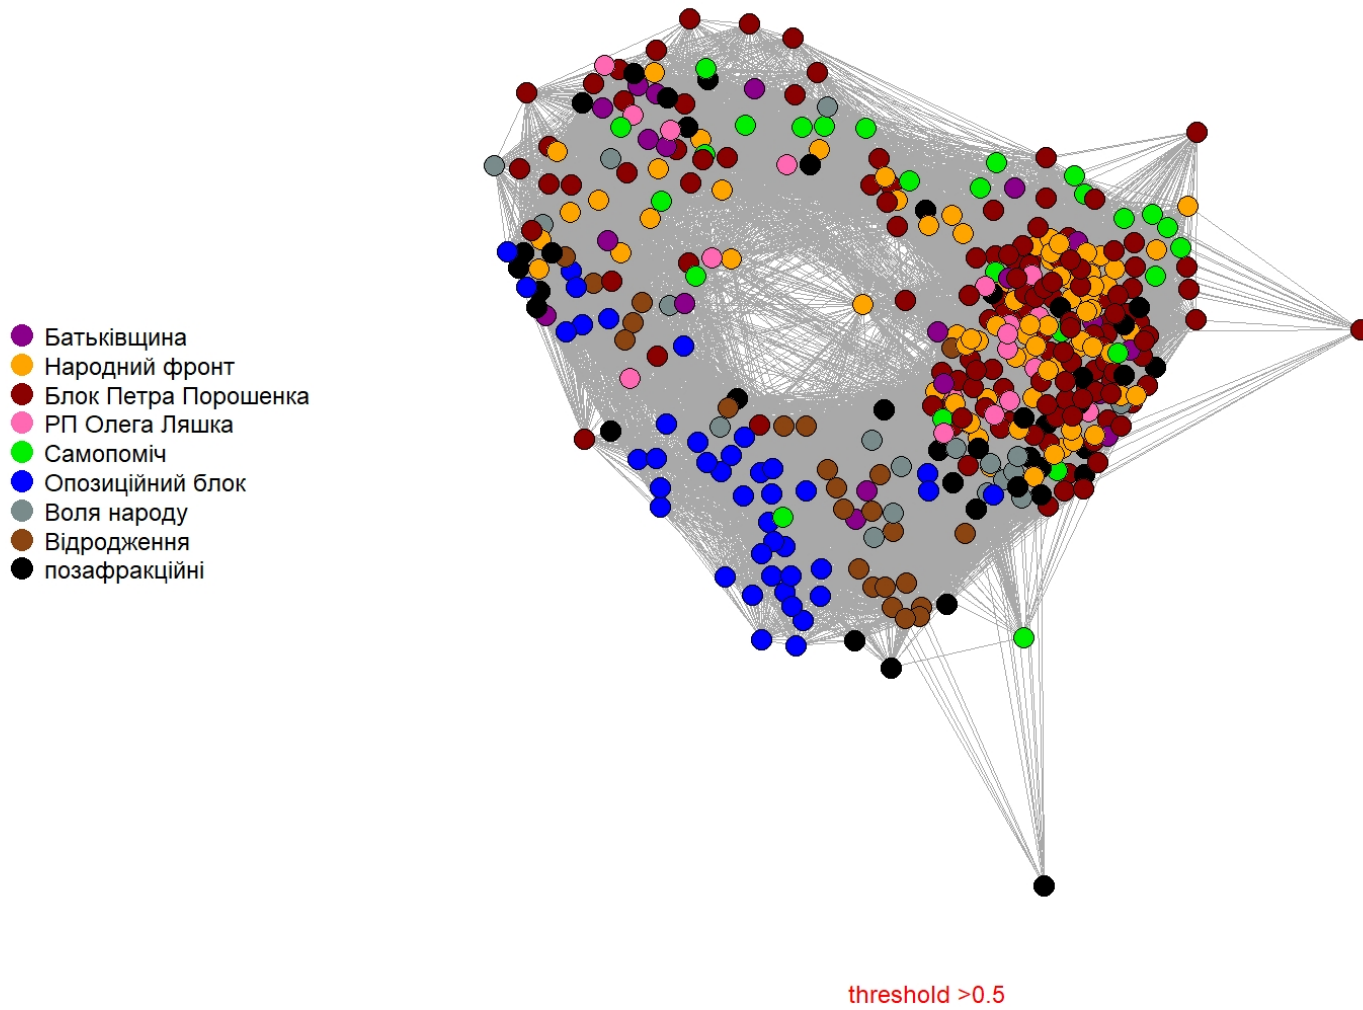 Батьківщина
Народний фронт
Блок Петра Порошенка
РП Олега Ляшка
Самопоміч
Опозиційний блок
Воля народу
Відродження
позафракційні
threshold >0.5